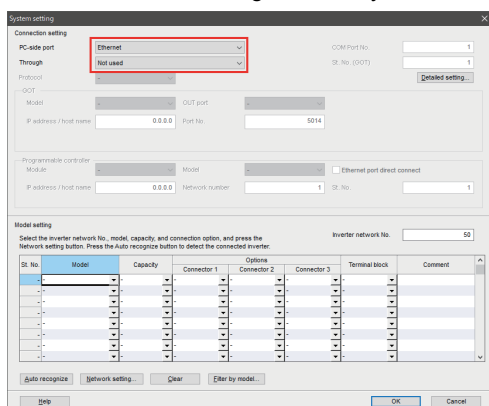 System setting
Connection setting
PC-side port Ethernet COM Port No. 1
Through Not used St. No. (GOT) 1
Protocol - Detailed setting...
GOT
Model - OUT port -
IP address / host name 0.0.0.0 Port No. 5014
Programmable controller
Module - Model - Ethernet port direct connect
IP address / host name 0.0.0.0 Network number 1 St. No. 1
Model setting
Select the inverter network No., model, capacity, and connection option, and press the
Network setting button. Press the Auto recognize button to detect the connected inverter.
Inverter network No. 50
St. No. Model Capacity Options Terminal block Comment
Connector 1 Connector 2 Connector 3
- - - - - - -
- - - - - - -
- - - - - - -
- - - - - - -
- - - - - - -
- - - - - - -
- - - - - - -
Auto recognize Network setting... Clear Filter by model...
Help OK Cancel